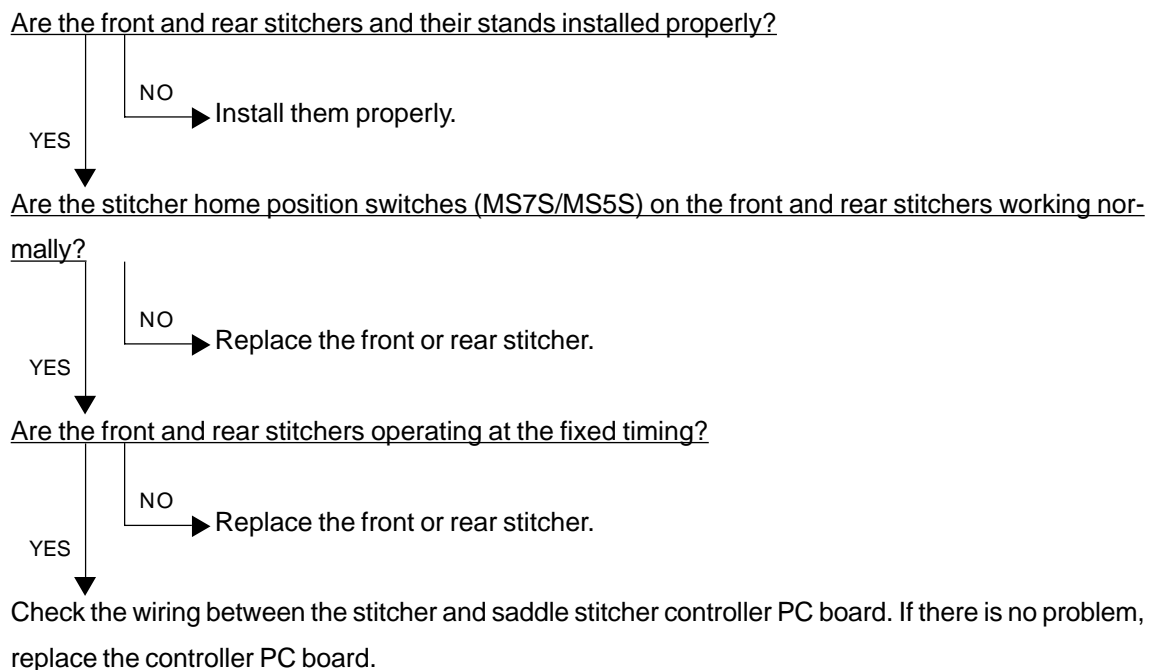 Are the front and rear stitchers and their stands installed properly?
NO
Install them properly.
YES
Are the stitcher home position switches (MS7S/MS5S) on the front and rear stitchers working nor-
mally?
NO
Replace the front or rear stitcher.
YES
Are the front and rear stitchers operating at the fixed timing?
NO
Replace the front or rear stitcher.
YES
Check the wiring between the stitcher and saddle stitcher controller PC board. If there is no problem,
replace the controller PC board.